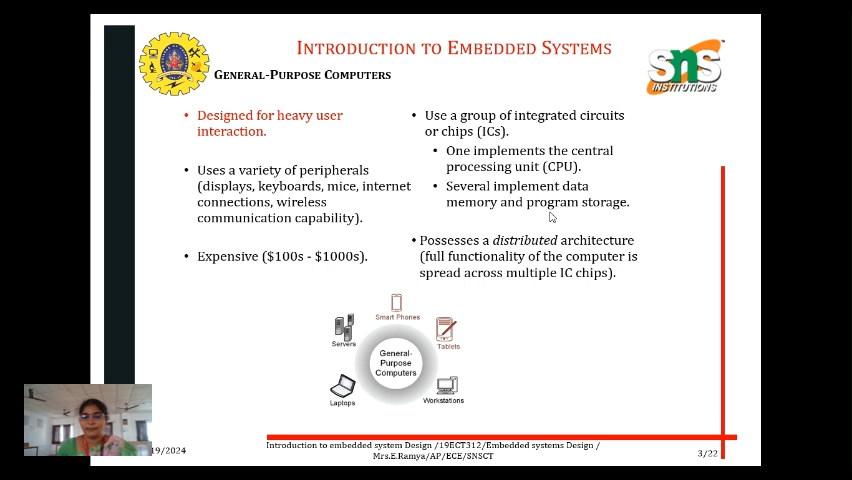 INTRODUCTION TO EMBEDDED SYSTEMS
GENERAL-PURPOSE COMPUTERS
SNS
INSTITUTIONS
• Designed for heavy user
interaction.
• Uses a variety of peripherals
(displays, keyboards, mice, internet
connections, wireless
communication capability).
• Expensive ($100s - $1000s).
• Use a group of integrated circuits
or chips (ICs).
• One implements the central
processing unit (CPU).
• Several implement data
memory and program storage.
• Possesses a distributed architecture
(full functionality of the computer is
spread across multiple IC chips).
Smart Phones
Servers
Tablets
General-
Purpose
Computers
Laptops
Workstations
19/2024
Introduction to embedded system Design /19ECT312/Embedded systems Design /
Mrs.E.Ramya/AP/ECE/SNSCT
3/22